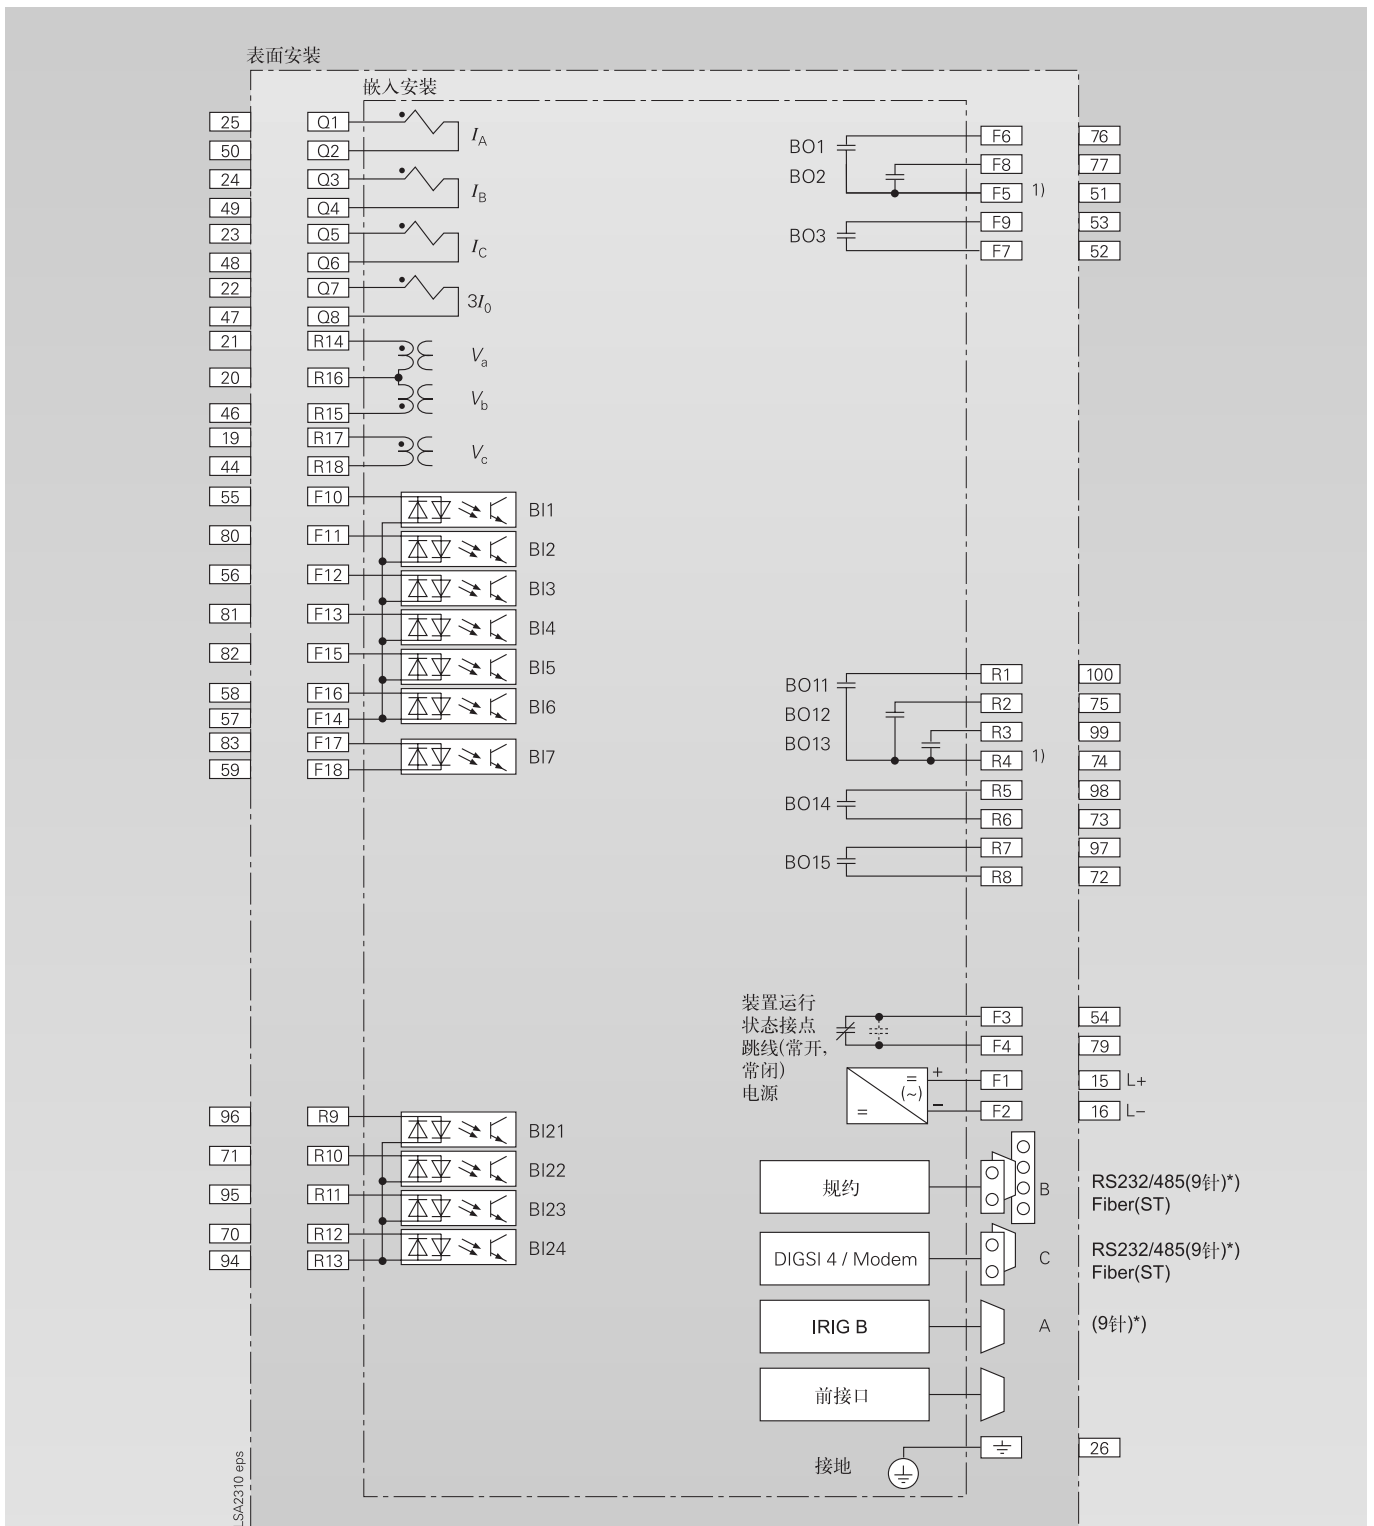 表面安装
嵌入安装
25 Q1
50 Q2
I_A
24 Q3
49 Q4
I_B
23 Q5
48 Q6
I_C
22 Q7
47 Q8
3I_0
21 R14
V_a
20 R16
V_b
46 R15
19 R17
V_c
44 R18
55 F10 BI1
80 F11 BI2
56 F12 BI3
81 F13 BI4
82 F15 BI5
58 F16 BI6
57 F14
83 F17 BI7
59 F18
96 R9 BI21
71 R10 BI22
95 R11 BI23
70 R12 BI24
94 R13
BO1 F6 76
BO2 F8 77
F5 1) 51
BO3 F9 53
F7 52
BO11 R1 100
BO12 R2 75
BO13 R3 99
R4 1) 74
BO14 R5 98
R6 73
BO15 R7 97
R8 72
装置运行
状态接点
跳线(常开,
常闭)
电源
F3 54
F4 79
= (~) + F1 15 L+
= − F2 16 L−
规约 B RS232/485(9针)*)
Fiber(ST)
DIGSI 4 / Modem C RS232/485(9针)*)
Fiber(ST)
IRIG B A (9针)*)
前接口
接地 26
LSA2310 eps